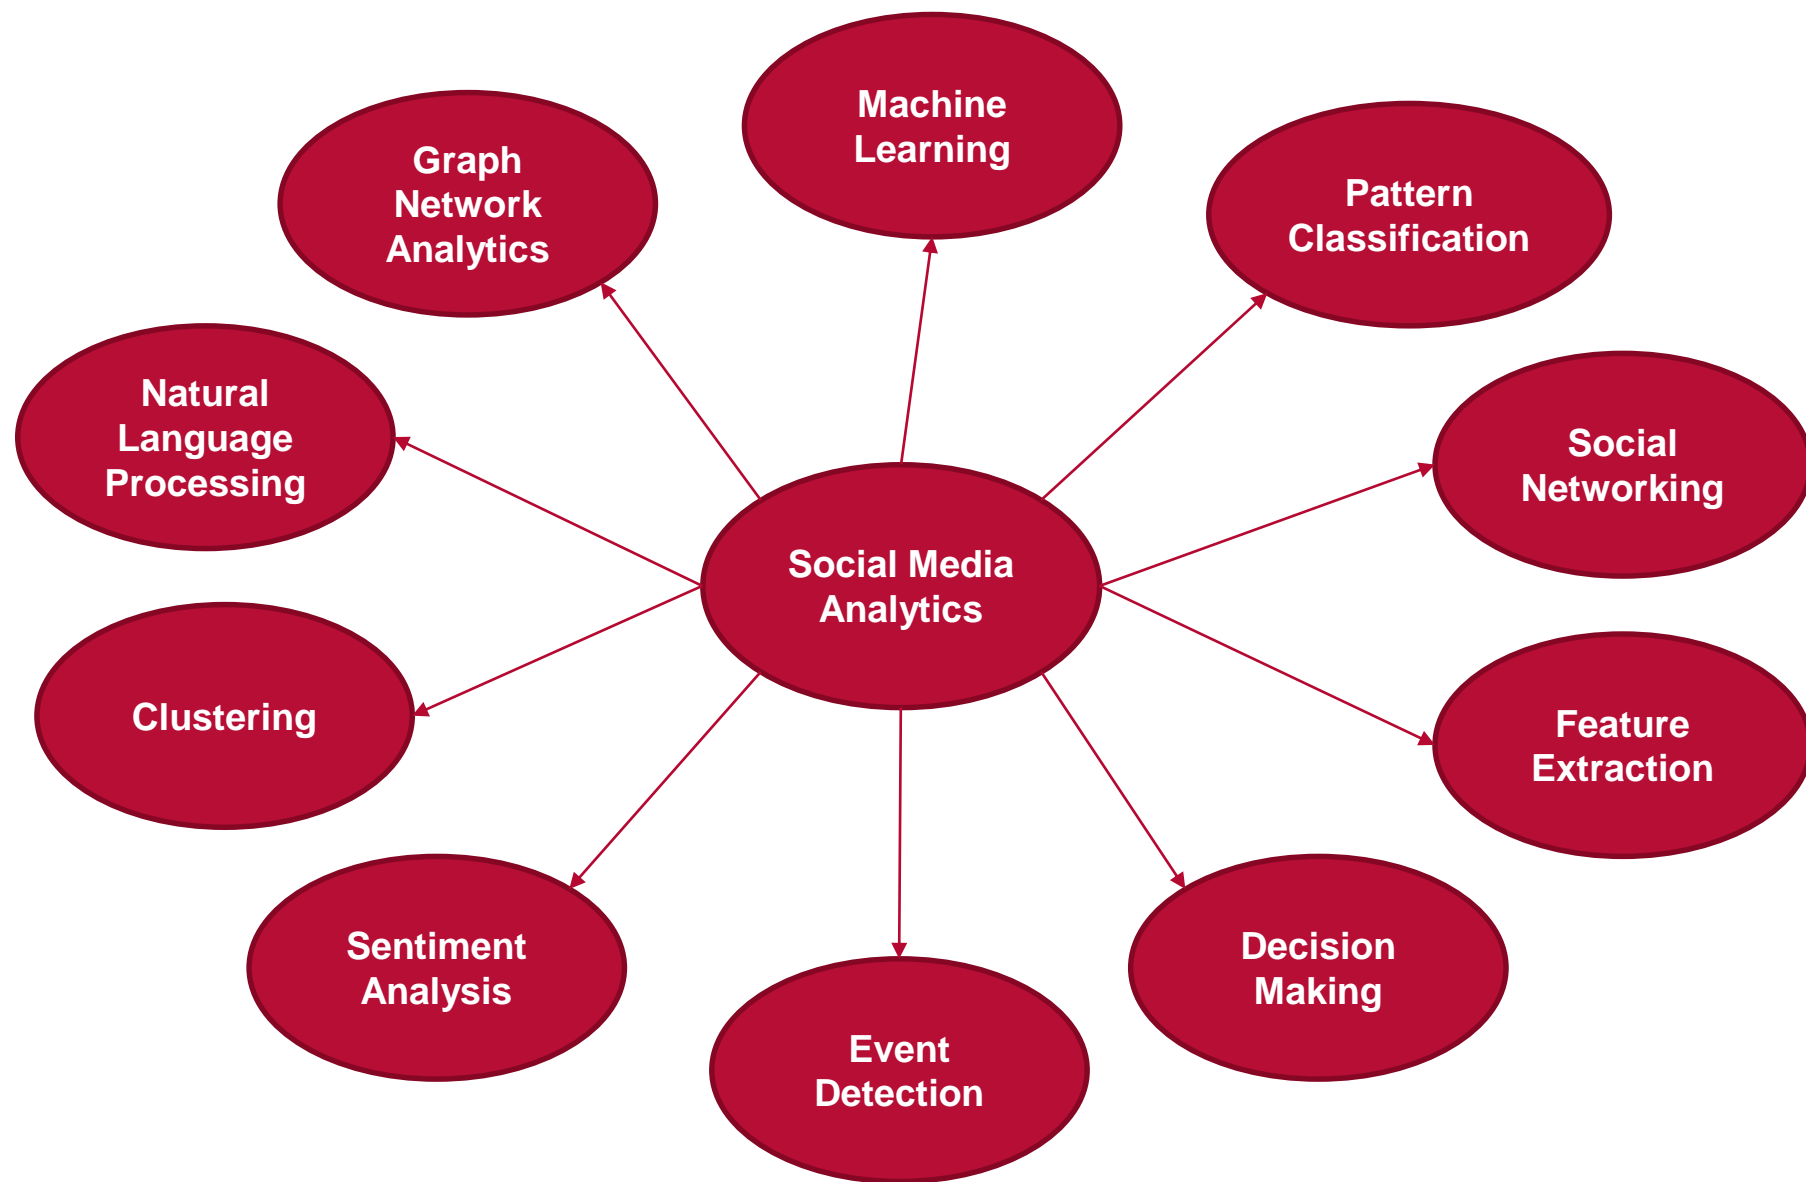 Machine
Learning
Graph
Network
Analytics
Pattern
Classification
Natural
Language
Processing
Social
Networking
Social Media
Analytics
Clustering
Feature
Extraction
Sentiment
Analysis
Decision
Making
Event
Detection